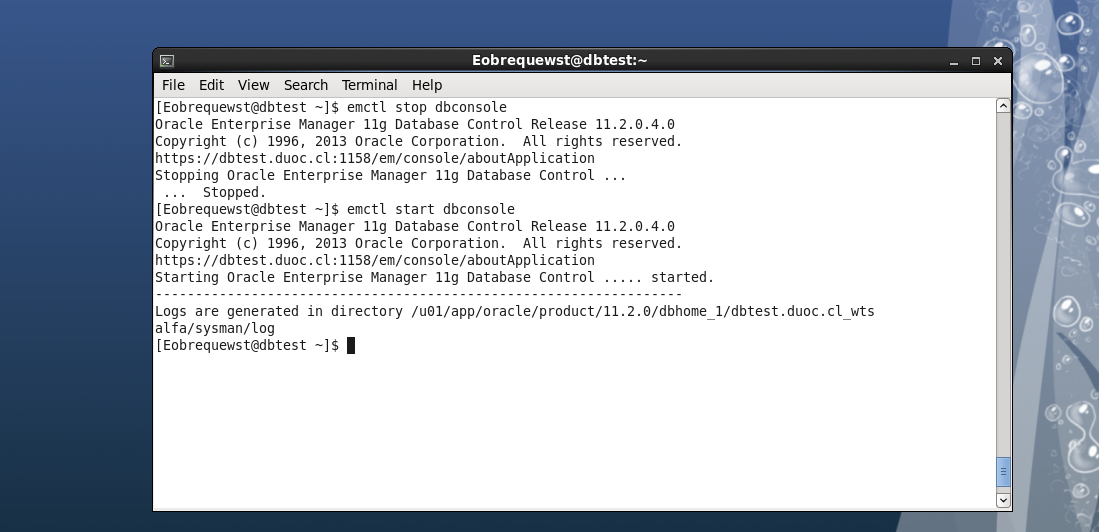 Eobrequewst@dbtest:~
File Edit View Search Terminal Help
[Eobrequewst@dbtest ~]$ emctl stop dbconsole
Oracle Enterprise Manager 11g Database Control Release 11.2.0.4.0
Copyright (c) 1996, 2013 Oracle Corporation.  All rights reserved.
https://dbtest.duoc.cl:1158/em/console/aboutApplication
Stopping Oracle Enterprise Manager 11g Database Control ...
 ...  Stopped.
[Eobrequewst@dbtest ~]$ emctl start dbconsole
Oracle Enterprise Manager 11g Database Control Release 11.2.0.4.0
Copyright (c) 1996, 2013 Oracle Corporation.  All rights reserved.
https://dbtest.duoc.cl:1158/em/console/aboutApplication
Starting Oracle Enterprise Manager 11g Database Control ..... started.
------------------------------------------------------------------
Logs are generated in directory /u01/app/oracle/product/11.2.0/dbhome_1/dbtest.duoc.cl_wts
alfa/sysman/log
[Eobrequewst@dbtest ~]$